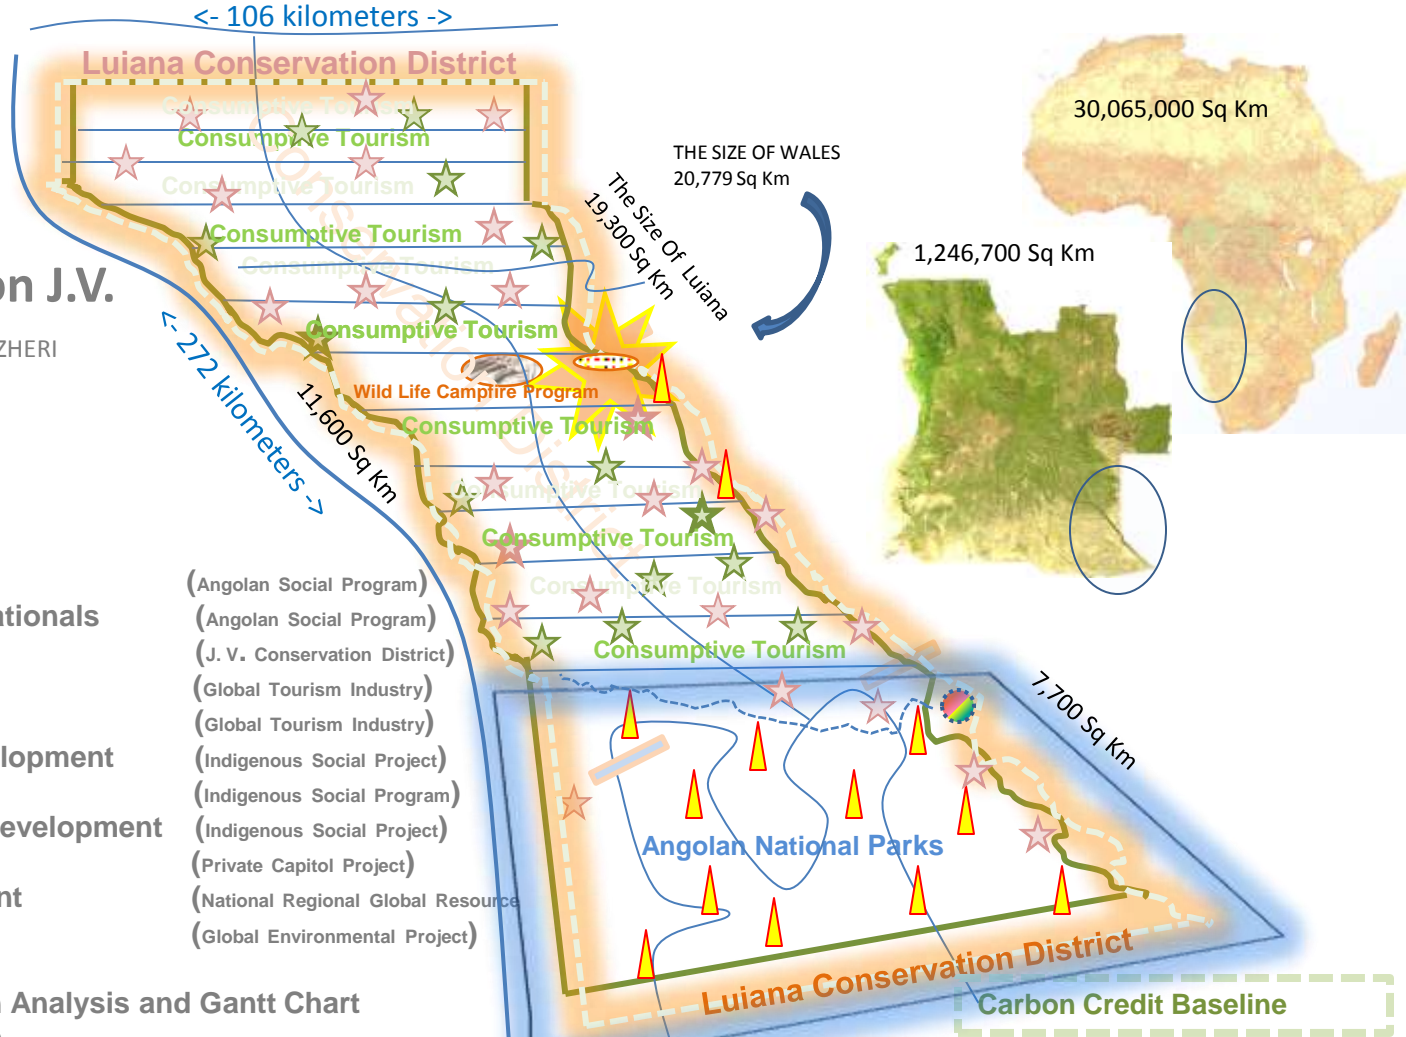 <- 106 kilometers ->
Luiana Conservation District
Consumptive Tourism
Consumptive Tourism
Consumptive Tourism
Consumptive Tourism
Consumptive Tourism
Consumptive Tourism
Wild Life Campfire Program
Consumptive Tourism
Consumptive Tourism
Consumptive Tourism
Consumptive Tourism
Consumptive Tourism
Conservation District
<- 272 kilometers ->
11,600 Sq Km
The Size Of Luiana
19,300 Sq Km
THE SIZE OF WALES
20,779 Sq Km
30,065,000 Sq Km
1,246,700 Sq Km
7,700 Sq Km
on J.V.
ZHERI
(Angolan Social Program)
ationals (Angolan Social Program)
(J. V. Conservation District)
(Global Tourism Industry)
(Global Tourism Industry)
lopment (Indigenous Social Project)
(Indigenous Social Program)
evelopment (Indigenous Social Project)
(Private Capitol Project)
nt (National Regional Global Resource
(Global Environmental Project)
Analysis and Gantt Chart
Angolan National Parks
Luiana Conservation District
Carbon Credit Baseline